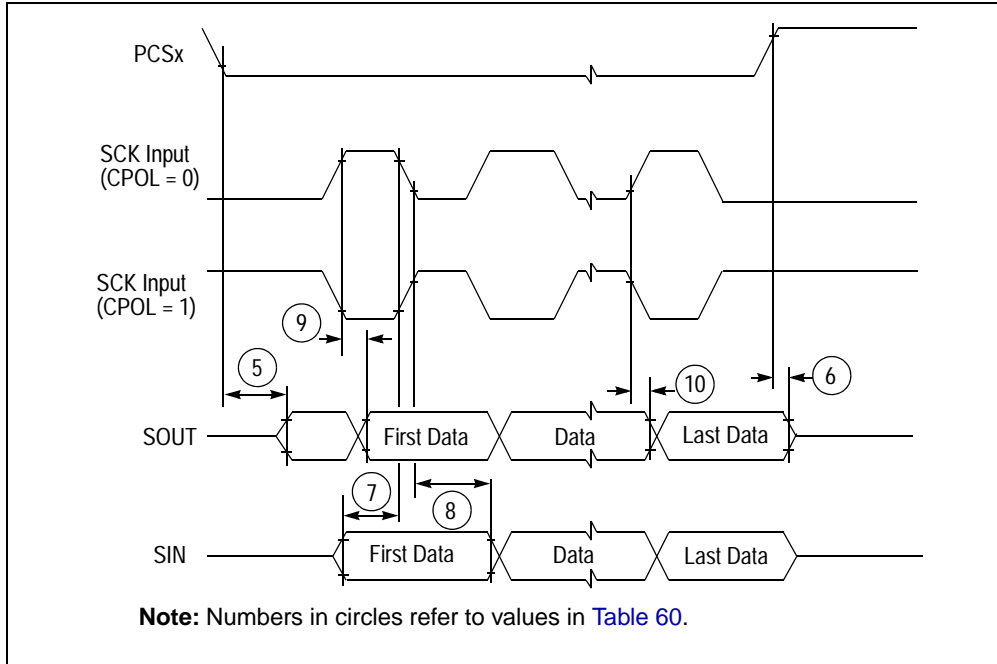 PCSx
SCK Input
(CPOL = 0)
SCK Input
(CPOL = 1)
9
5
10
6
SOUT
First Data
Data
Last Data
7
8
SIN
First Data
Data
Last Data
Note: Numbers in circles refer to values in Table 60.